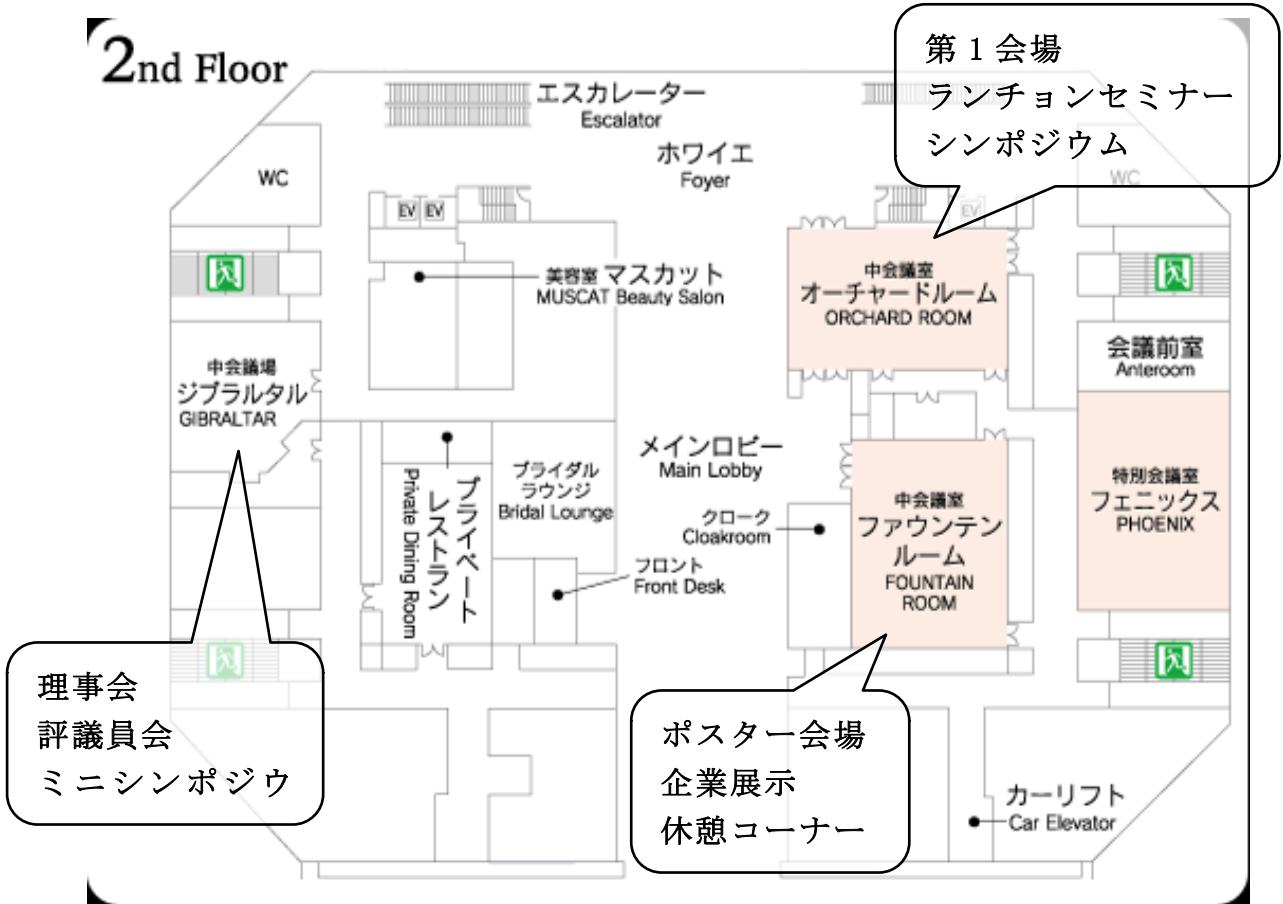 2nd Floor
第１会場
ランチョンセミナー
シンポジウム
エスカレーター
Escalator
ホワイエ
Foyer
WC
WC
EV
EV
EV
美容室 マスカット
MUSCAT Beauty Salon
中会議室
オーチャードルーム
ORCHARD ROOM
会議前室
Anteroom
中会議場
ジブラルタル
GIBRALTAR
メインロビー
Main Lobby
プライベート
レストラン
Private Dining Room
ブライダル
ラウンジ
Bridal Lounge
クローク
Cloakroom
フロント
Front Desk
中会議室
ファウンテン
ルーム
FOUNTAIN
ROOM
特別会議室
フェニックス
PHOENIX
理事会
評議員会
ミニシンポジウ
ポスター会場
企業展示
休憩コーナー
カーリフト
Car Elevator